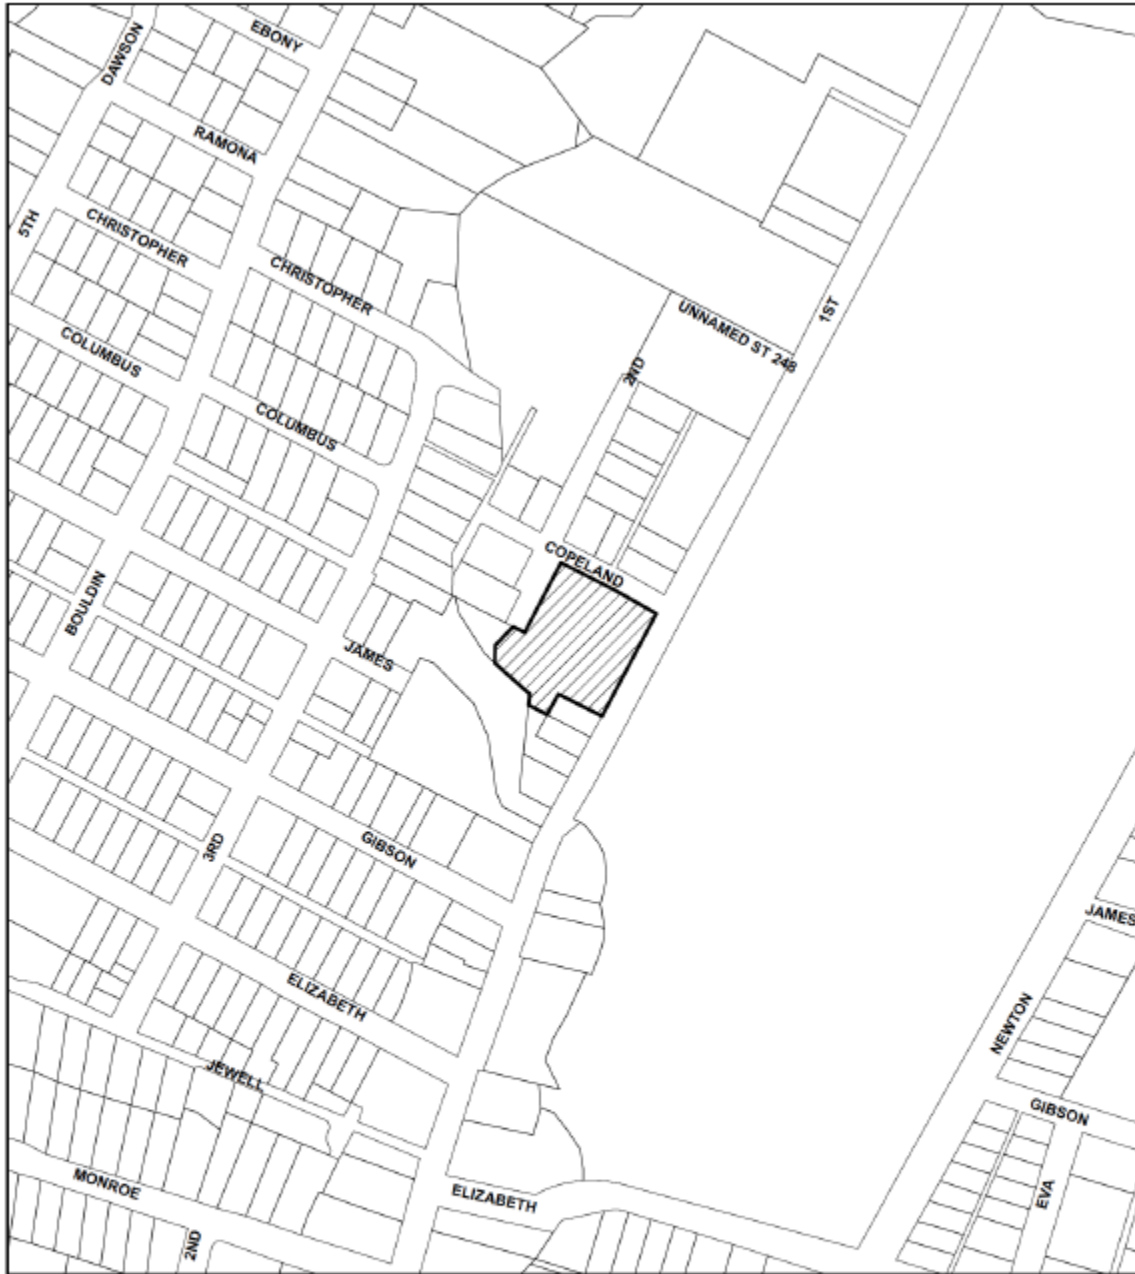 EBONY
DAWSON
RAMONA
5TH
CHRISTOPHER
CHRISTOPHER
1ST
UNNAMED ST 248
COLUMBUS
2ND
COLUMBUS
COPELAND
BOULDIN
JAMES
3RD
GIBSON
JAMES
ELIZABETH
NEWTON
JEWELL
GIBSON
MONROE
ELIZABETH
EVA
2ND